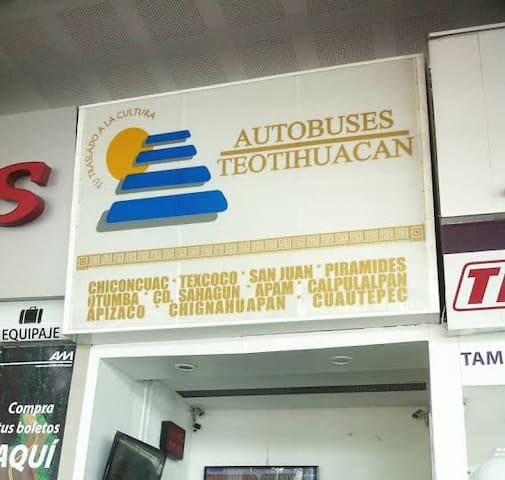 TU TRASLADO A LA CULTURA
AUTOBUSES
TEOTIHUACAN
CHICONCUAC · TEXCOCO · SAN JUAN · PIRAMIDES
OTUMBA · CD. SAHAGUN · APAM · CALPULALPAN
APIZACO · CHIGNAHUAPAN · CUAUTEPEC
S
EQUIPAJE
AM
Compra
tus boletos
AQUÍ
T
TAM